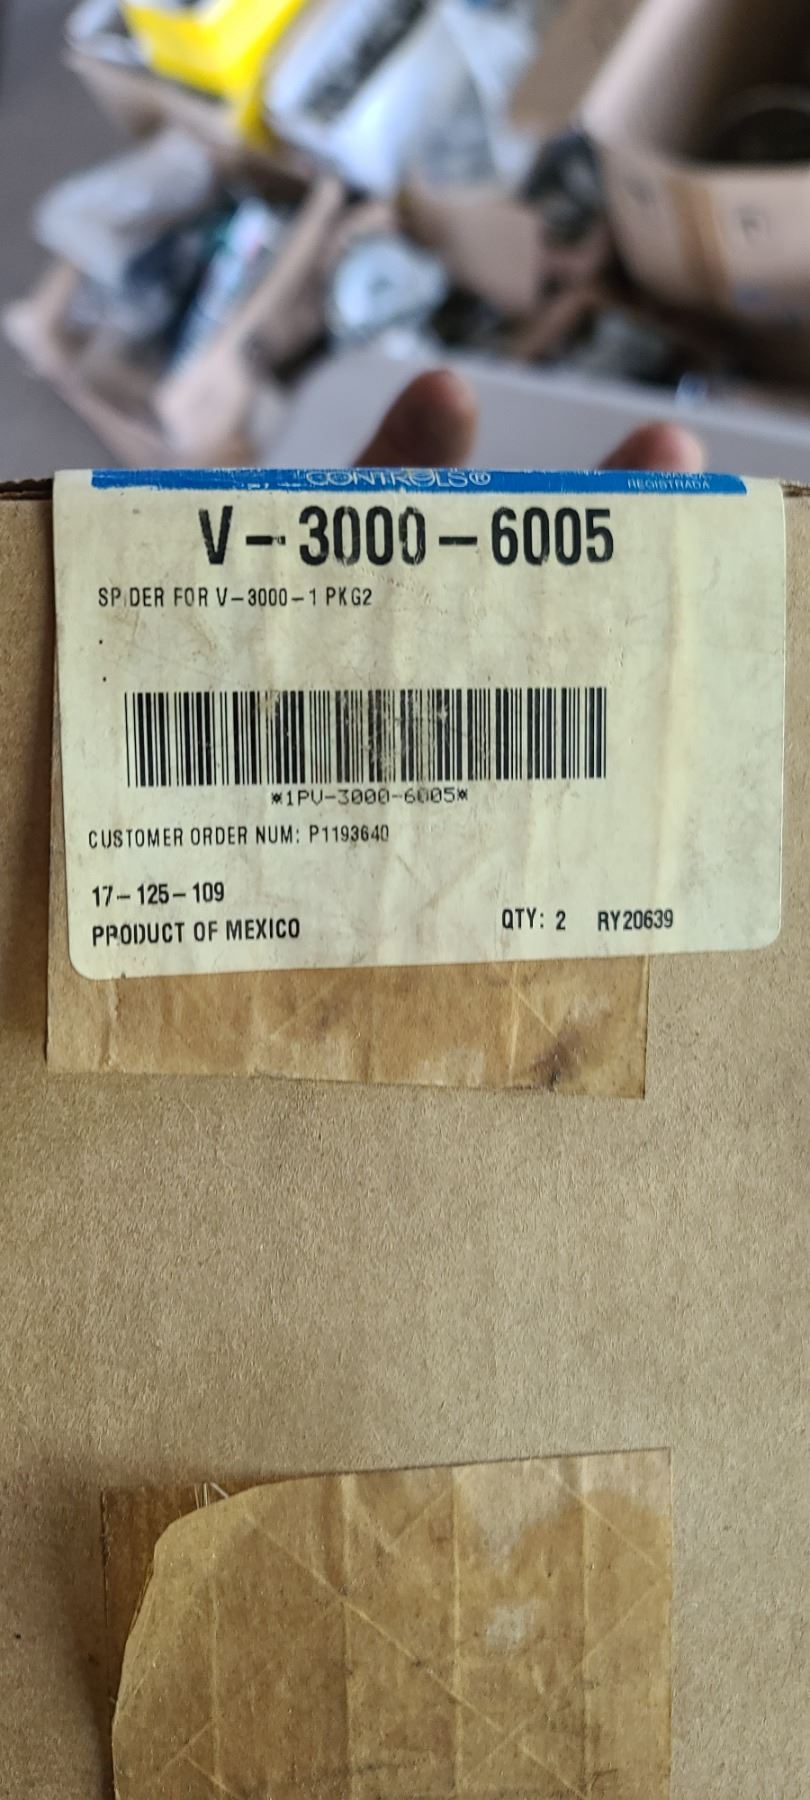 CONTROLS®
REGISTRADA
V-3000-6005
SPIDER FOR V-3000-1 PKG2
*1PV-3000-6005*
CUSTOMER ORDER NUM: P1193640
17-125-109
PRODUCT OF MEXICO QTY: 2 RY20639